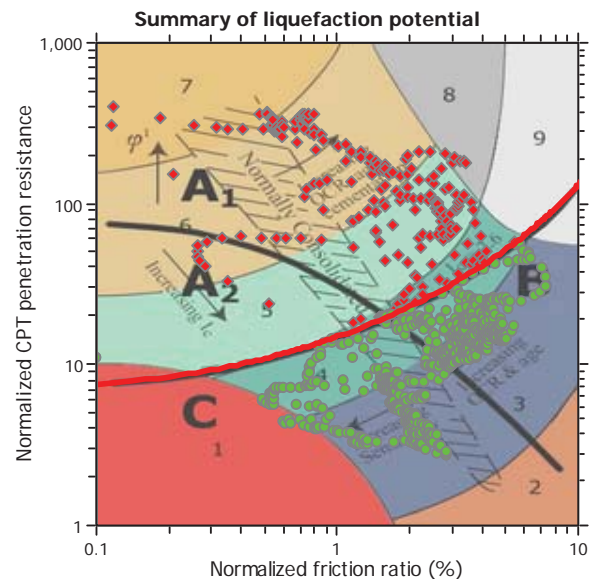 Summary of liquefaction potential
1,000
100
10
1
Normalized CPT penetration resistance
7
8
9
φ'
A1
Normally Consolidated
6
A2
Increasing Ic
5
B
4
C
1
3
2
0.1
1
10
Normalized friction ratio (%)